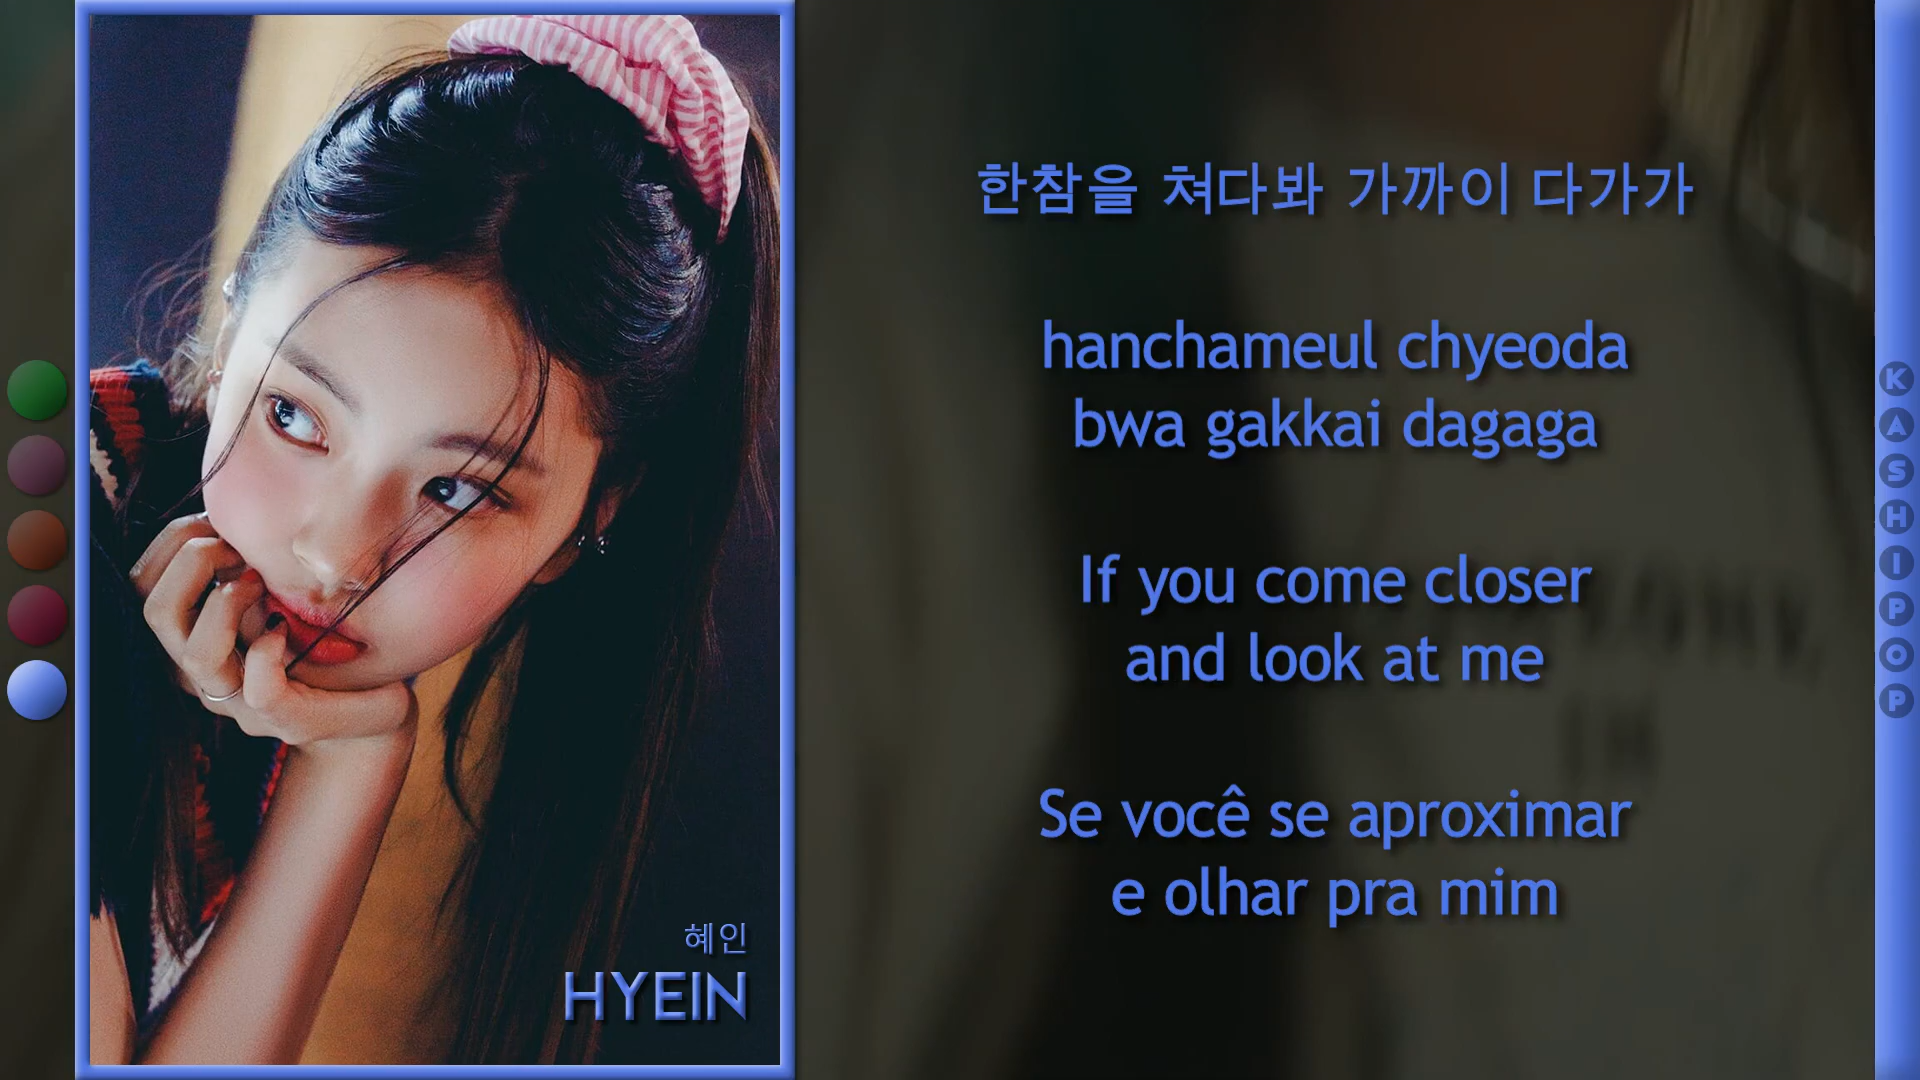 한참을 쳐다봐 가까이 다가가
hanchameul chyeoda
bwa gakkai dagaga
If you come closer
and look at me
Se você se aproximar
e olhar pra mim
혜인
HYEIN
KASHIPOP